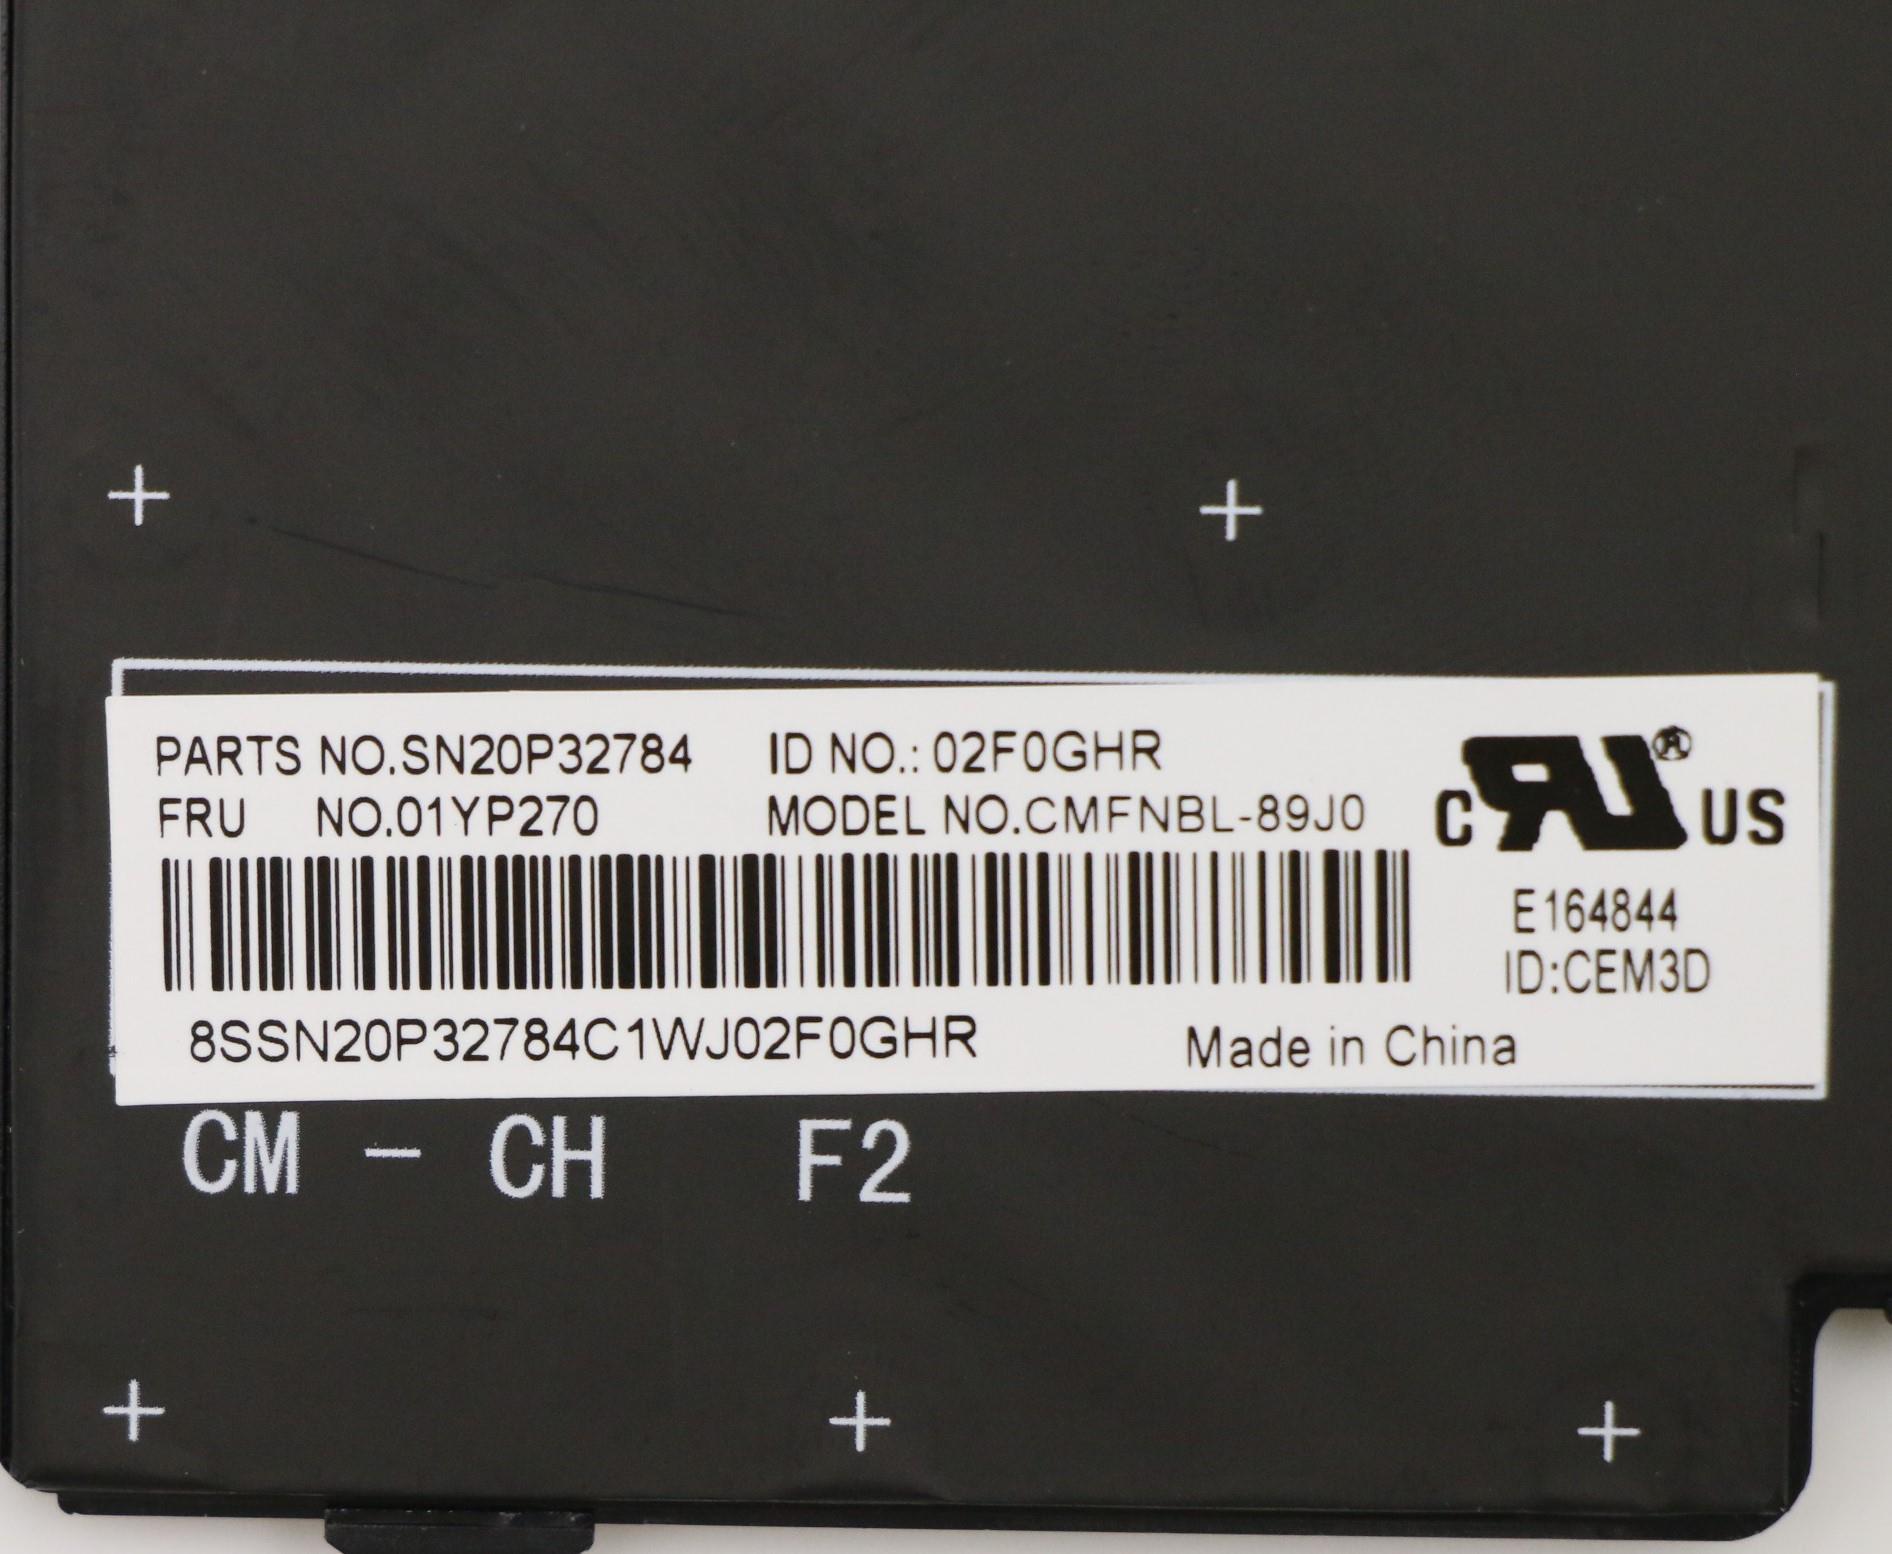 PARTS NO.SN20P32784 ID NO.: 02F0GHR
FRU NO.01YP270 MODEL NO.CMFNBL-89J0
C RU® US
E164844
ID:CEM3D
8SSN20P32784C1WJ02F0GHR Made in China
CM - CH F2